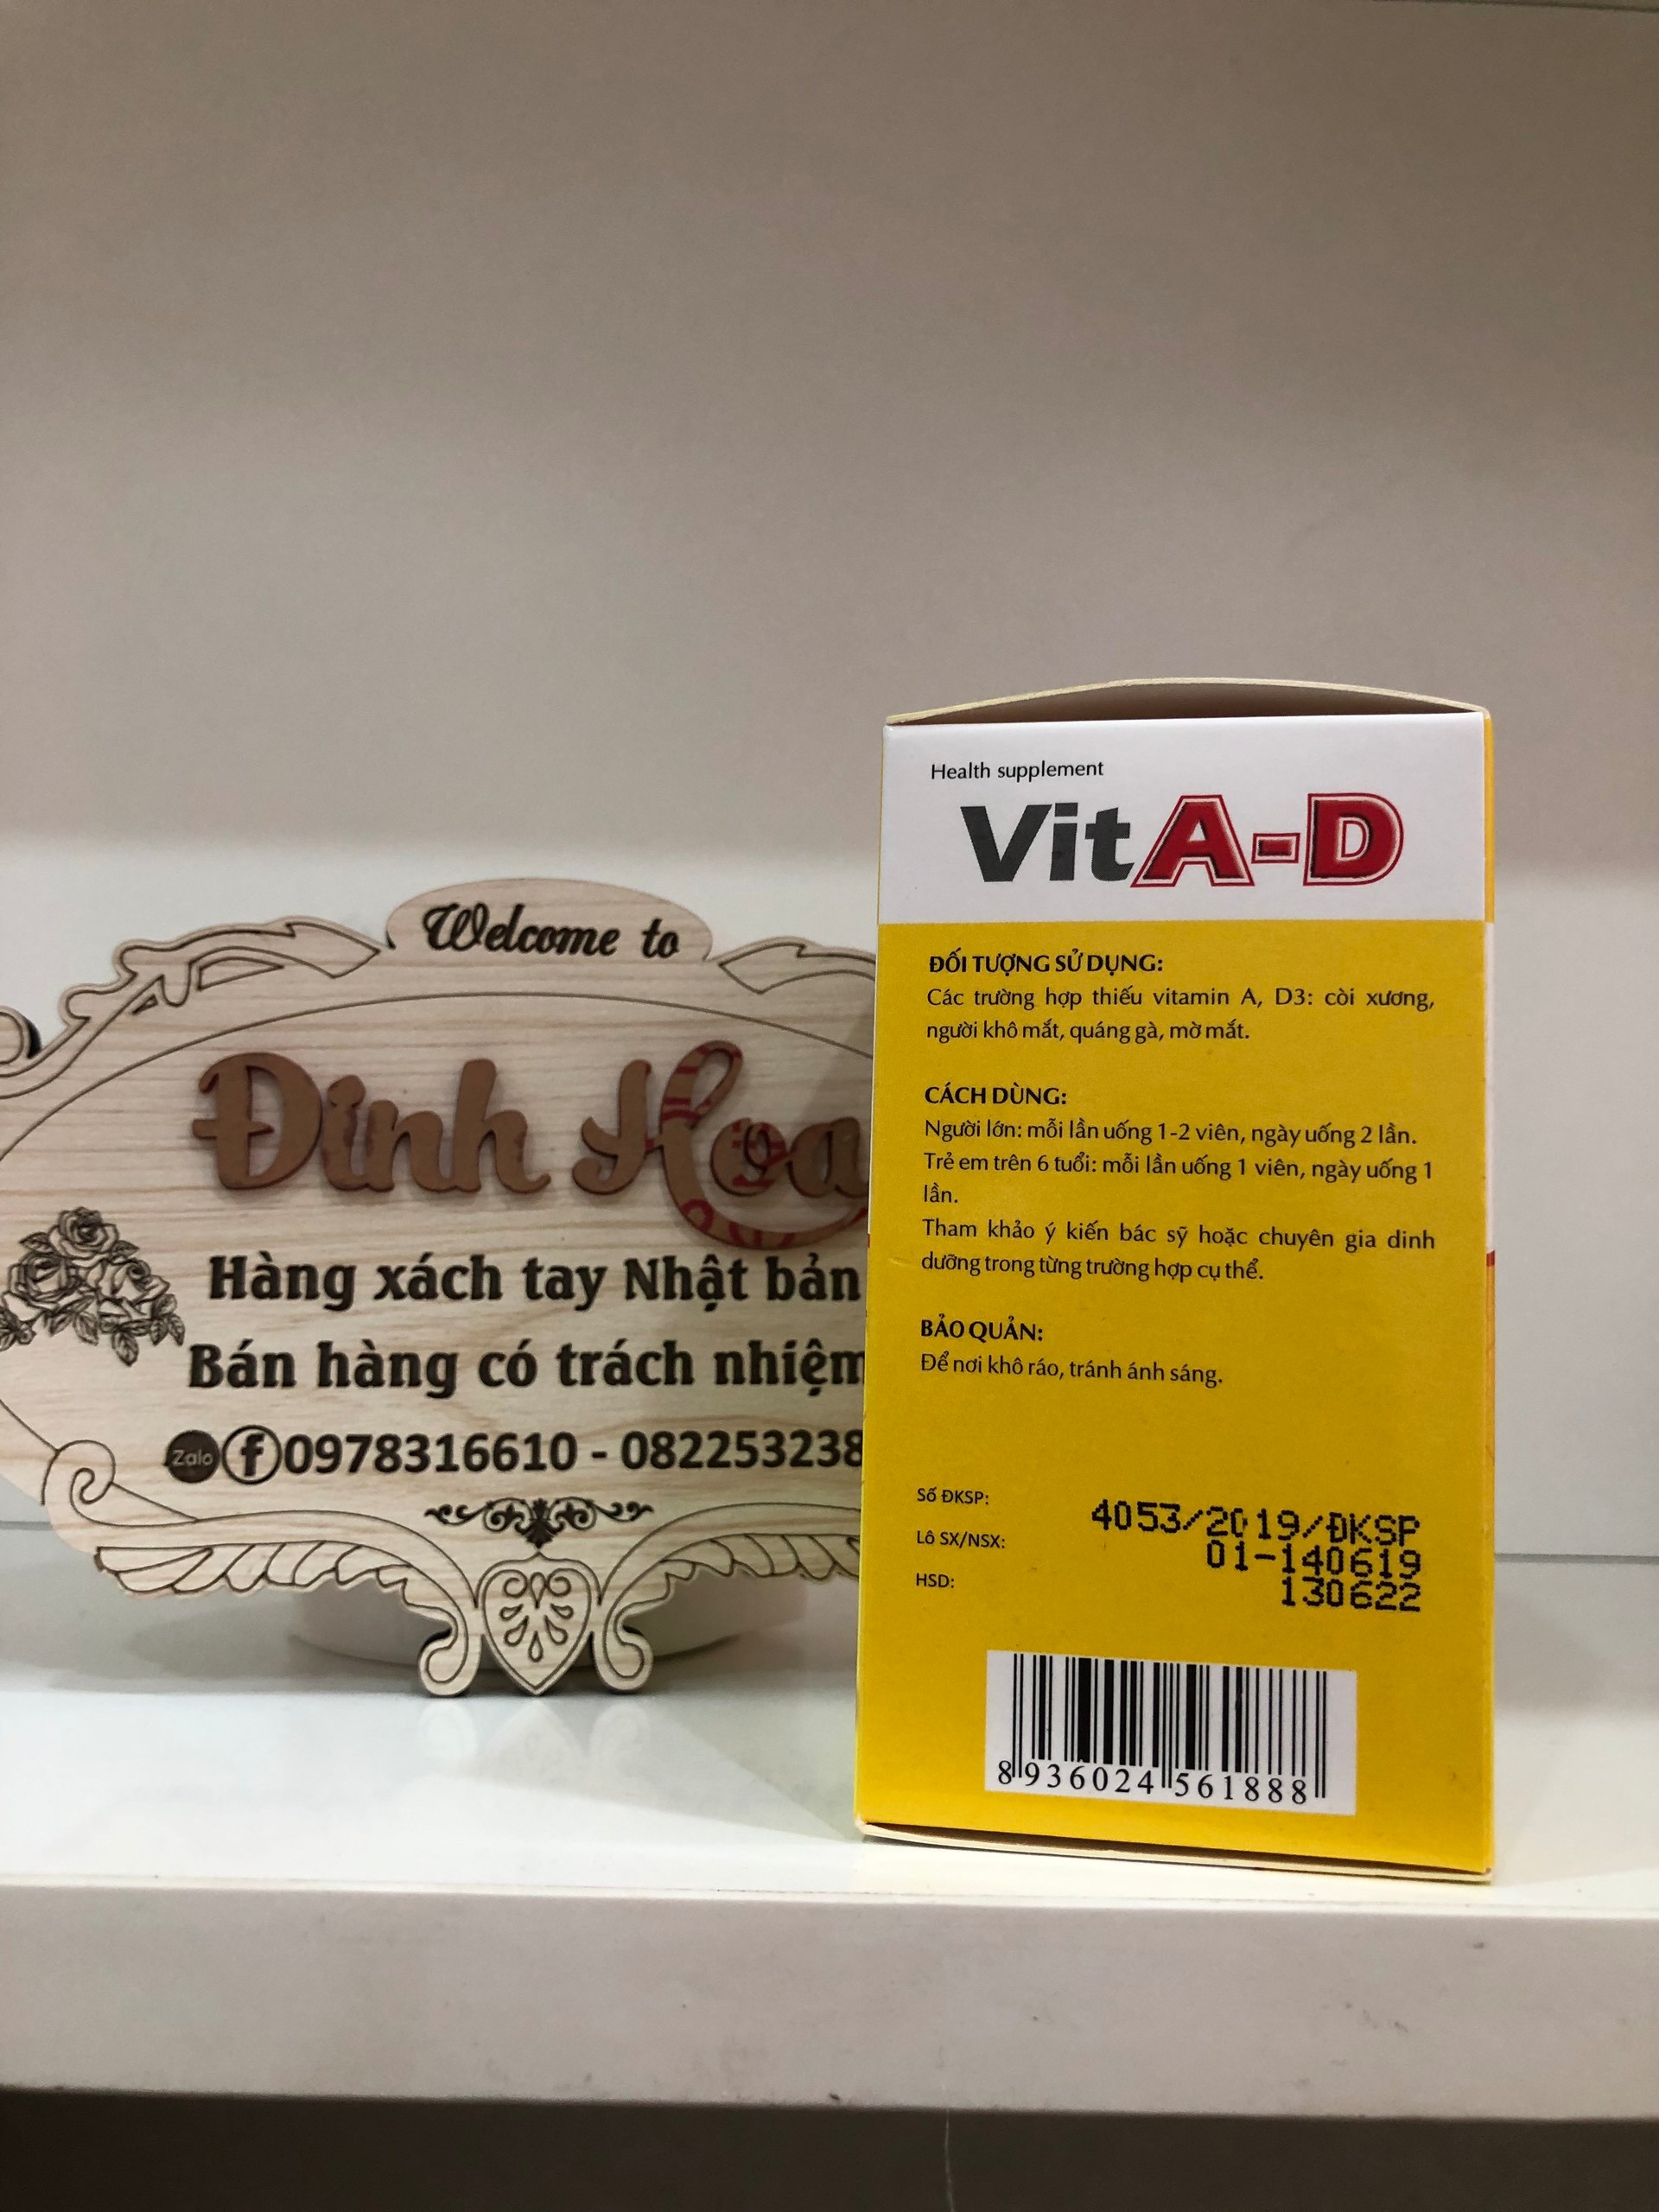 Welcome to
Đinh Hoa
Hàng xách tay Nhật bản
Bán hàng có trách nhiệm
Zalo f 0978316610 - 082253238
Health supplement
VitA-D
ĐỐI TƯỢNG SỬ DỤNG:
Các trường hợp thiếu vitamin A, D3: còi xương,
người khô mắt, quáng gà, mờ mắt.
CÁCH DÙNG:
Người lớn: mỗi lần uống 1-2 viên, ngày uống 2 lần.
Trẻ em trên 6 tuổi: mỗi lần uống 1 viên, ngày uống 1
lần.
Tham khảo ý kiến bác sỹ hoặc chuyên gia dinh
dưỡng trong từng trường hợp cụ thể.
BẢO QUẢN:
Để nơi khô ráo, tránh ánh sáng.
Số ĐKSP: 4053/2019/ĐKSP
Lô SX/NSX: 01-140619
HSD: 130622
8936024561888